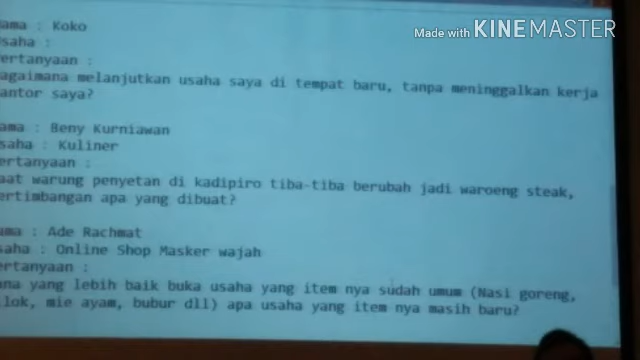 Made with KINEMASTER
ama : Koko
saha :
ertanyaan :
agaimana melanjutkan usaha saya di tempat baru, tanpa meninggalkan kerja
antor saya?
ama : Beny Kurniawan
saha : Kuliner
ertanyaan :
aat warung penyetan di kadipiro tiba-tiba berubah jadi waroeng steak,
ertimbangan apa yang dibuat?
ama : Ade Rachmat
saha : Online Shop Masker wajah
ertanyaan :
ana yang lebih baik buka usaha yang item nya sudah umum (Nasi goreng,
ilok, mie ayam, bubur dll) apa usaha yang item nya masih baru?